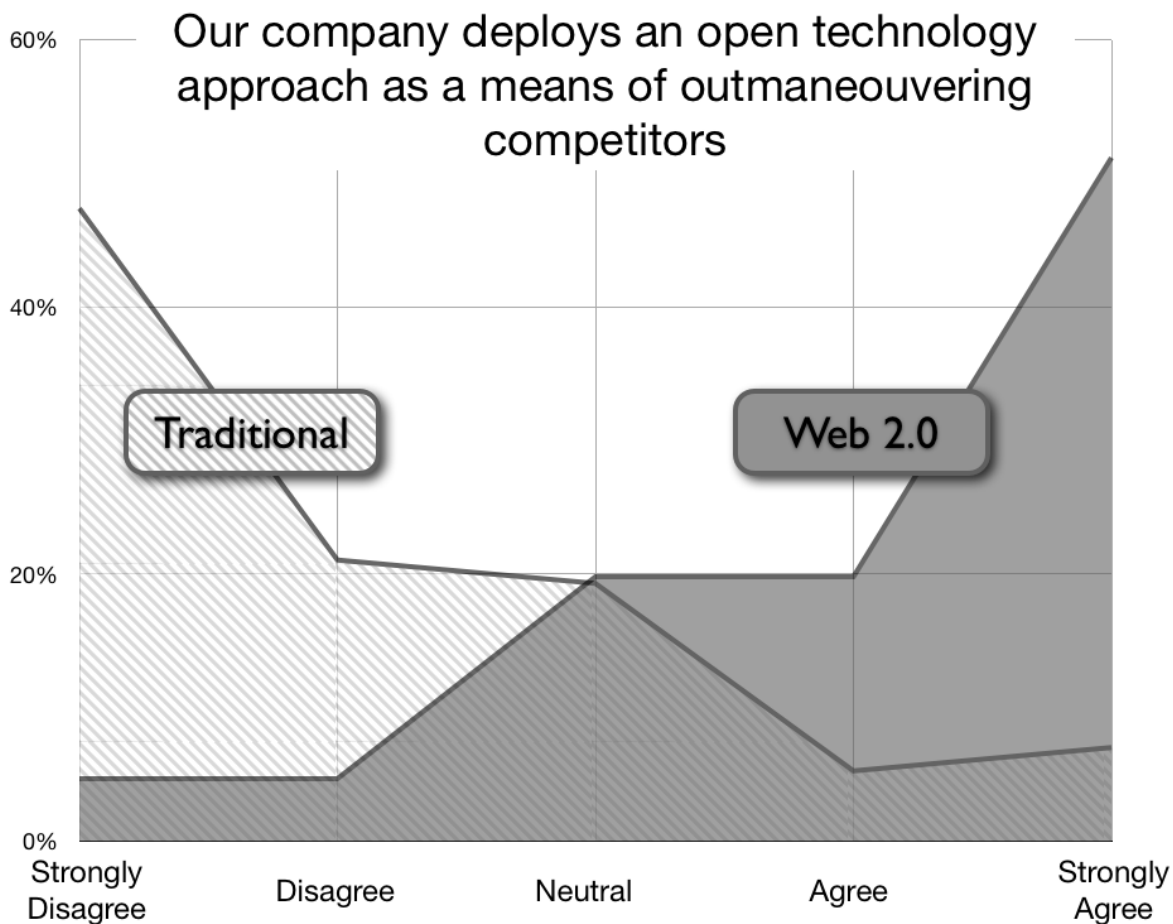 Our company deploys an open technology
approach as a means of outmaneouvering
competitors
60%
40%
20%
0%
Traditional
Web 2.0
Strongly
Disagree
Disagree
Neutral
Agree
Strongly
Agree